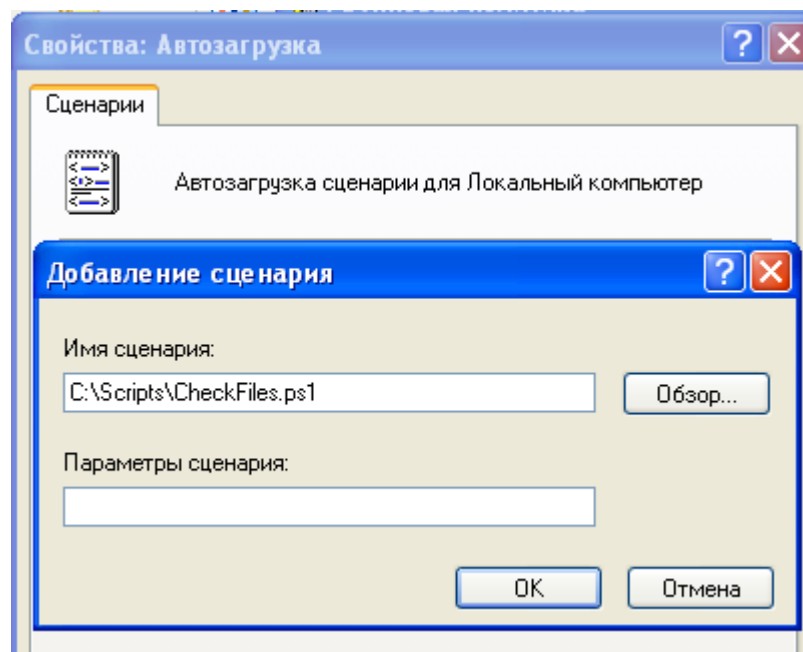 Свойства: Автозагрузка
Сценарии
Автозагрузка сценарии для Локальный компьютер
Добавление сценария
Имя сценария:
C:\Scripts\CheckFiles.ps1
Обзор...
Параметры сценария:
OK
Отмена